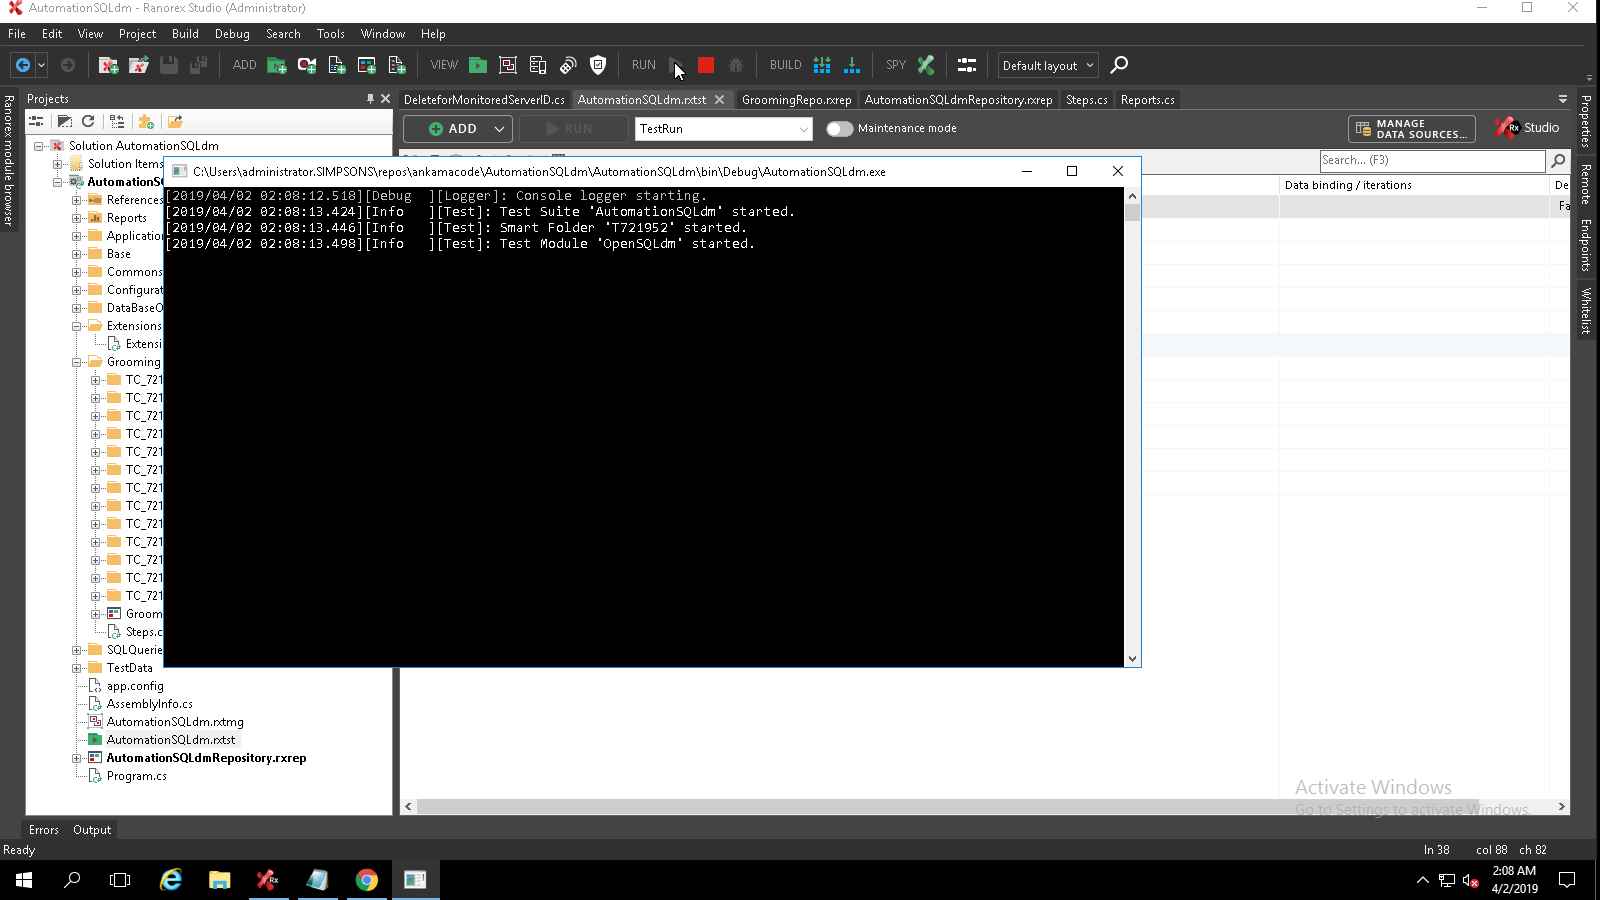 AutomationSQLdm - Ranorex Studio (Administrator)
File Edit View Project Build Debug Search Tools Window Help
ADD VIEW RUN BUILD SPY Default layout
Ranorex module browser
Projects
DeleteforMonitoredServerID.cs AutomationSQLdm.rxtst GroomingRepo.rxrep AutomationSQLdmRepository.rxrep Steps.cs Reports.cs
ADD RUN TestRun Maintenance mode MANAGE DATA SOURCES... Rx Studio
Search... (F3)
Data binding / iterations De
Fa
Properties
Remote
Endpoints
Whitelist
Solution AutomationSQLdm
Solution Items
AutomationS
References
Reports
Applicatio
Base
Commons
Configurat
DataBaseO
Extensions
Extensi
Grooming
TC_721
TC_721
TC_721
TC_721
TC_721
TC_721
TC_721
TC_721
TC_721
TC_721
TC_721
TC_721
TC_721
Groom
Steps.c
SQLQuerie
TestData
app.config
AssemblyInfo.cs
AutomationSQLdm.rxtmg
AutomationSQLdm.rxtst
AutomationSQLdmRepository.rxrep
Program.cs
C:\Users\administrator.SIMPSONS\repos\ankamacode\AutomationSQLdm\AutomationSQLdm\bin\Debug\AutomationSQLdm.exe
[2019/04/02 02:08:12.518][Debug  ][Logger]: Console logger starting.
[2019/04/02 02:08:13.424][Info   ][Test]: Test Suite 'AutomationSQLdm' started.
[2019/04/02 02:08:13.446][Info   ][Test]: Smart Folder 'T721952' started.
[2019/04/02 02:08:13.498][Info   ][Test]: Test Module 'OpenSQLdm' started.
Activate Windows
Go to Settings to activate Windows.
Errors Output
Ready
ln 38 col 88 ch 82
2:08 AM
4/2/2019